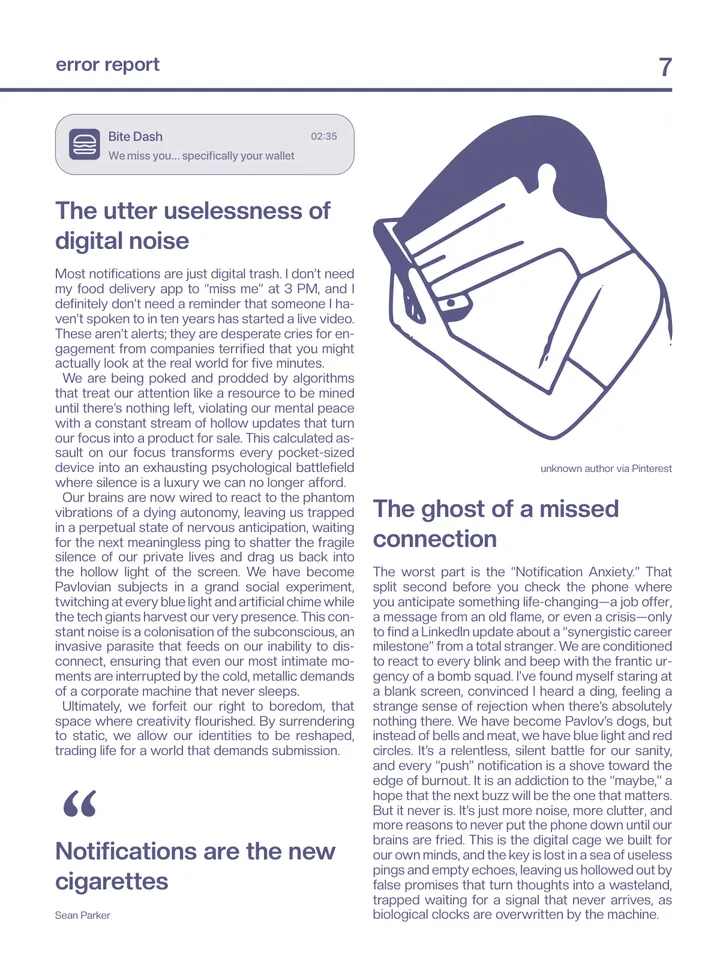 error report
7
Bite Dash
02:35
We miss you... specifically your wallet
The utter uselessness of
digital noise
Most notifications are just digital trash. I don't need
my food delivery app to "miss me" at 3 PM, and I
definitely don't need a reminder that someone I ha-
ven't spoken to in ten years has started a live video.
These aren't alerts; they are desperate cries for en-
gagement from companies terrified that you might
actually look at the real world for five minutes.
We are being poked and prodded by algorithms
that treat our attention like a resource to be mined
until there's nothing left, violating our mental peace
with a constant stream of hollow updates that turn
our focus into a product for sale. This calculated as-
sault on our focus transforms every pocket-sized
device into an exhausting psychological battlefield
where silence is a luxury we can no longer afford.
Our brains are now wired to react to the phantom
vibrations of a dying autonomy, leaving us trapped
in a perpetual state of nervous anticipation, waiting
for the next meaningless ping to shatter the fragile
silence of our private lives and drag us back into
the hollow light of the screen. We have become
Pavlovian subjects in a grand social experiment,
twitching at every blue light and artificial chime while
the tech giants harvest our very presence. This con-
stant noise is a colonisation of the subconscious, an
invasive parasite that feeds on our inability to dis-
connect, ensuring that even our most intimate mo-
ments are interrupted by the cold, metallic demands
of a corporate machine that never sleeps.
Ultimately, we forfeit our right to boredom, that
space where creativity flourished. By surrendering
to static, we allow our identities to be reshaped,
trading life for a world that demands submission.
“
Notifications are the new
cigarettes
Sean Parker
unknown author via Pinterest
The ghost of a missed
connection
The worst part is the "Notification Anxiety." That
split second before you check the phone where
you anticipate something life-changing—a job offer,
a message from an old flame, or even a crisis—only
to find a LinkedIn update about a "synergistic career
milestone" from a total stranger. We are conditioned
to react to every blink and beep with the frantic ur-
gency of a bomb squad. I've found myself staring at
a blank screen, convinced I heard a ding, feeling a
strange sense of rejection when there's absolutely
nothing there. We have become Pavlov's dogs, but
instead of bells and meat, we have blue light and red
circles. It's a relentless, silent battle for our sanity,
and every "push" notification is a shove toward the
edge of burnout. It is an addiction to the "maybe," a
hope that the next buzz will be the one that matters.
But it never is. It's just more noise, more clutter, and
more reasons to never put the phone down until our
brains are fried. This is the digital cage we built for
our own minds, and the key is lost in a sea of useless
pings and empty echoes, leaving us hollowed out by
false promises that turn thoughts into a wasteland,
trapped waiting for a signal that never arrives, as
biological clocks are overwritten by the machine.